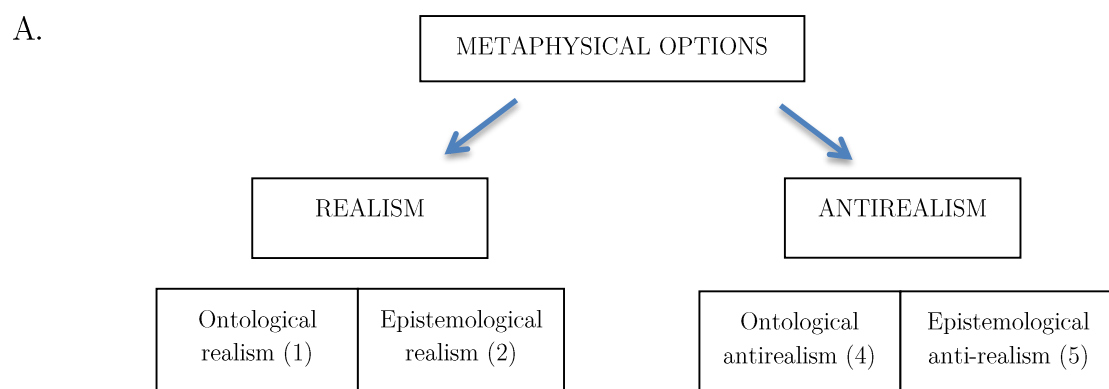 A.
METAPHYSICAL OPTIONS
REALISM
ANTIREALISM
Ontological
realism (1)
Epistemological
realism (2)
Ontological
antirealism (4)
Epistemological
anti-realism (5)